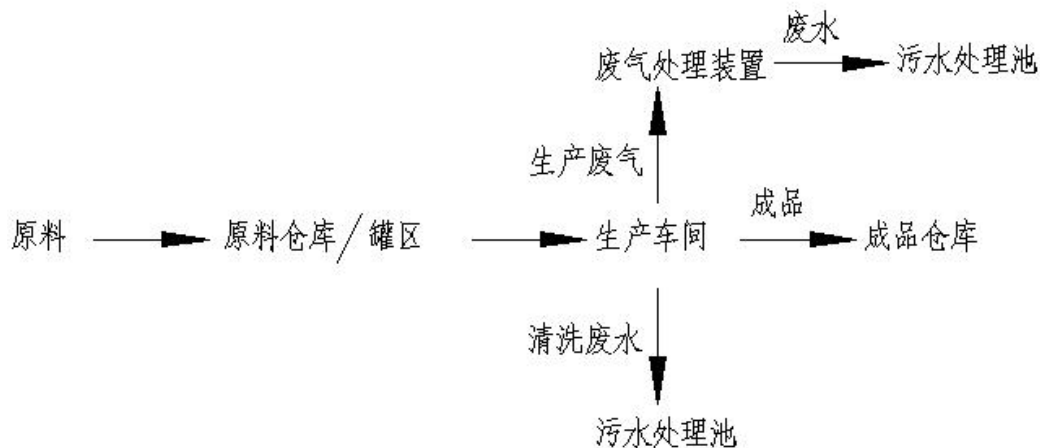 废水
废气处理装置
污水处理池
生产废气
成品
原料
原料仓库/罐区
生产车间
成品仓库
清洗废水
污水处理池